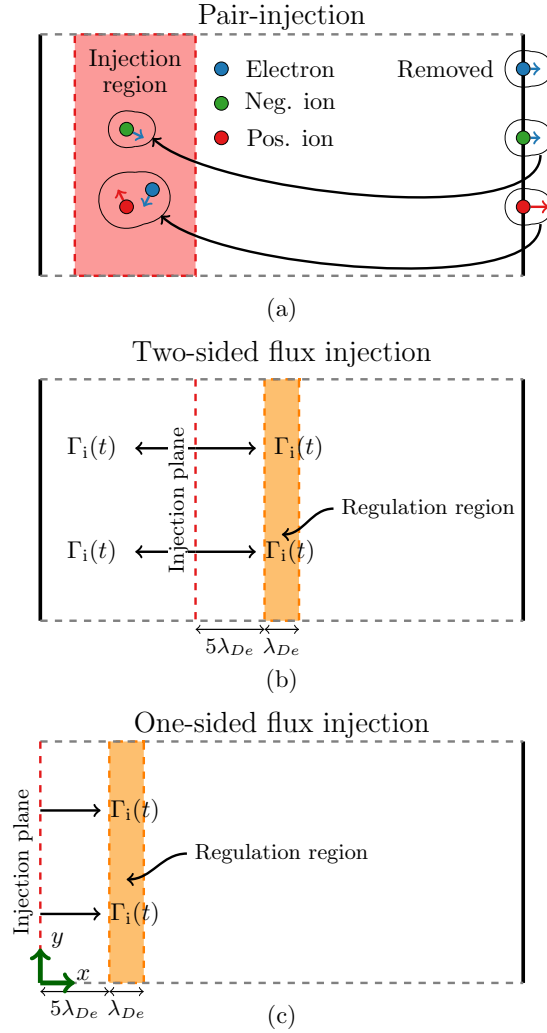 Pair-injection
Injection
region
Electron
Neg. ion
Pos. ion
Removed
(a)
Two-sided flux injection
Γi(t)
Γi(t)
Injection plane
Regulation region
Γi(t)
Γi(t)
5λDe
λDe
(b)
One-sided flux injection
Injection plane
Γi(t)
Regulation region
Γi(t)
y
x
5λDe
λDe
(c)